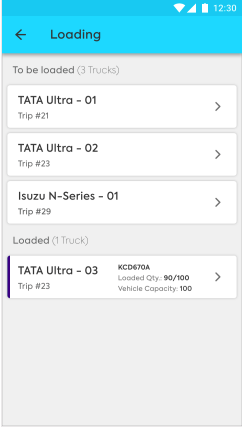 12:30
Loading
To be loaded (3 Trucks)
TATA Ultra - 01
Trip #21
TATA Ultra - 02
Trip #23
Isuzu N-Series - 01
Trip #29
Loaded (1 Truck)
TATA Ultra - 03
Trip #23
KCD670A
Loaded Qty.: 90/100
Vehicle Capacity: 100